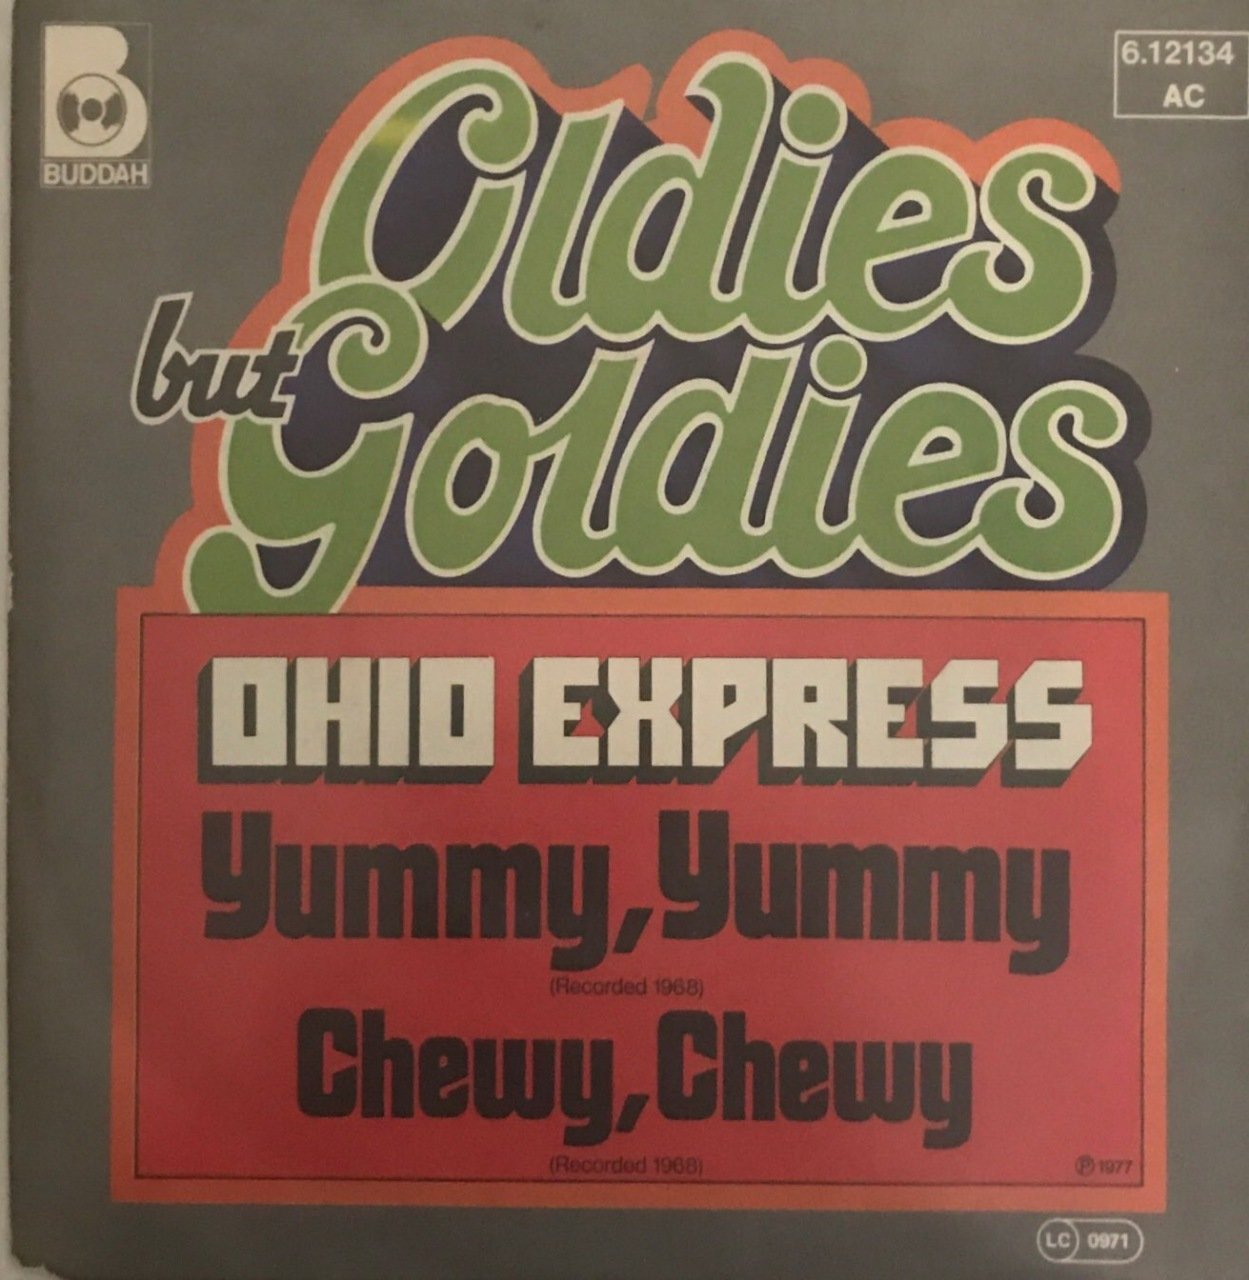 BUDDAH
6.12134
AC
Oldies
but
Goldies
OHIO EXPRESS
Yummy, Yummy
(Recorded 1968)
Chewy, Chewy
(Recorded 1968)
℗ 1977
LC 0971